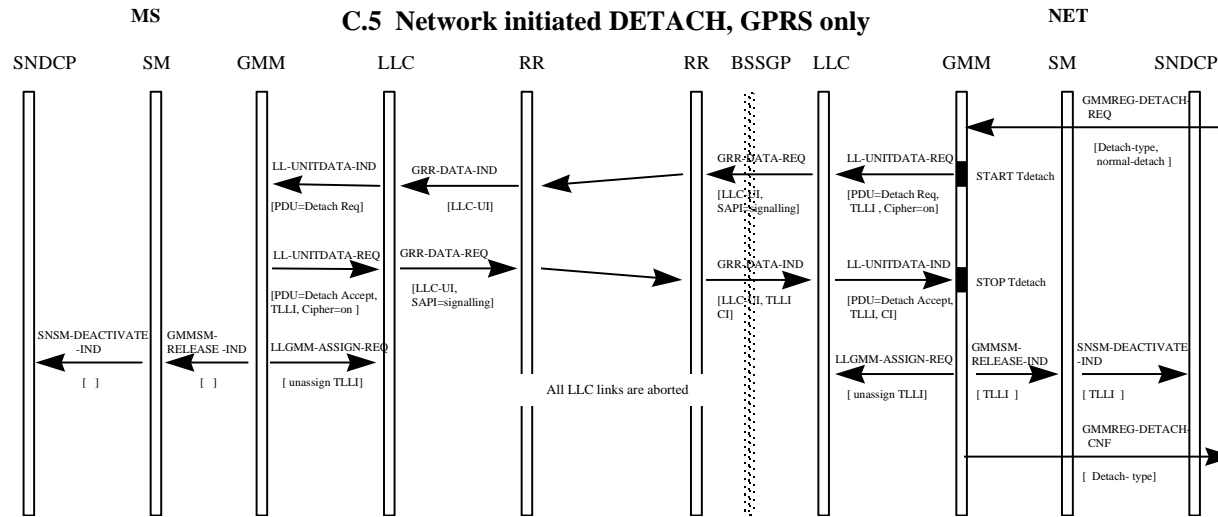 MS
C.5 Network initiated DETACH, GPRS only
NET
SNDCP SM GMM LLC RR RR BSSGP LLC GMM SM SNDCP
GMMREG-DETACH-
REQ
[Detach-type,
normal-detach ]
LL-UNITDATA-IND
[PDU=Detach Req]
GRR-DATA-IND
[LLC-UI]
GRR-DATA-REQ
[LLC-UI,
SAPI=signalling]
LL-UNITDATA-REQ
[PDU=Detach Req,
TLLI , Cipher=on]
START Tdetach
LL-UNITDATA-REQ
[PDU=Detach Accept,
TLLI, Cipher=on ]
GRR-DATA-REQ
[LLC-UI,
SAPI=signalling]
GRR-DATA-IND
[LLC-UI, TLLI
CI]
LL-UNITDATA-IND
[PDU=Detach Accept,
TLLI, CI]
STOP Tdetach
SNSM-DEACTIVATE
-IND
[ ]
GMMSM-
RELEASE -IND
[ ]
LLGMM-ASSIGN-REQ
[ unassign TLLI]
All LLC links are aborted
LLGMM-ASSIGN-REQ
[ unassign TLLI]
GMMSM-
RELEASE-IND
[ TLLI ]
SNSM-DEACTIVATE
-IND
[ TLLI ]
GMMREG-DETACH-
CNF
[ Detach- type]